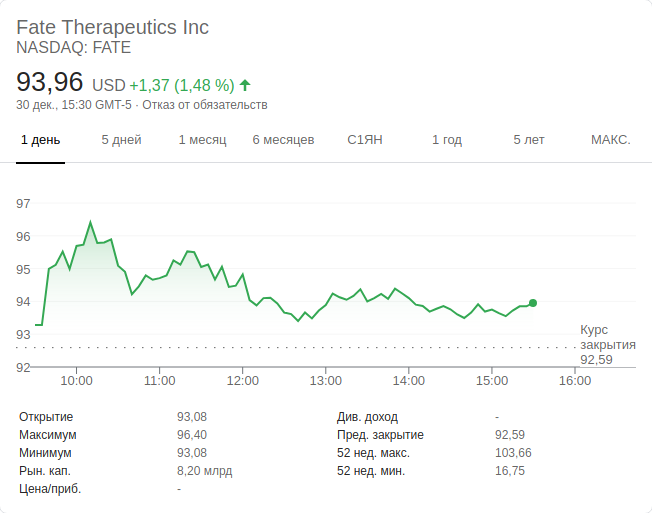 Fate Therapeutics Inc
NASDAQ: FATE
93,96 USD +1,37 (1,48 %)
30 дек., 15:30 GMT-5 · Отказ от обязательств
1 день 5 дней 1 месяц 6 месяцев С1ЯН 1 год 5 лет МАКС.
97
96
95
94
93
Курс
закрытия
92,59
92
10:00 11:00 12:00 13:00 14:00 15:00 16:00
Открытие 93,08 Див. доход -
Максимум 96,40 Пред. закрытие 92,59
Минимум 93,08 52 нед. макс. 103,66
Рын. кап. 8,20 млрд 52 нед. мин. 16,75
Цена/приб. -